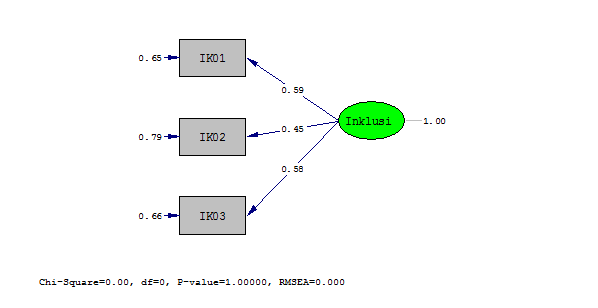 0.65
IK01
0.59
0.79
IK02
0.45
Inklusi
1.00
0.58
0.66
IK03
Chi-Square=0.00, df=0, P-value=1.00000, RMSEA=0.000